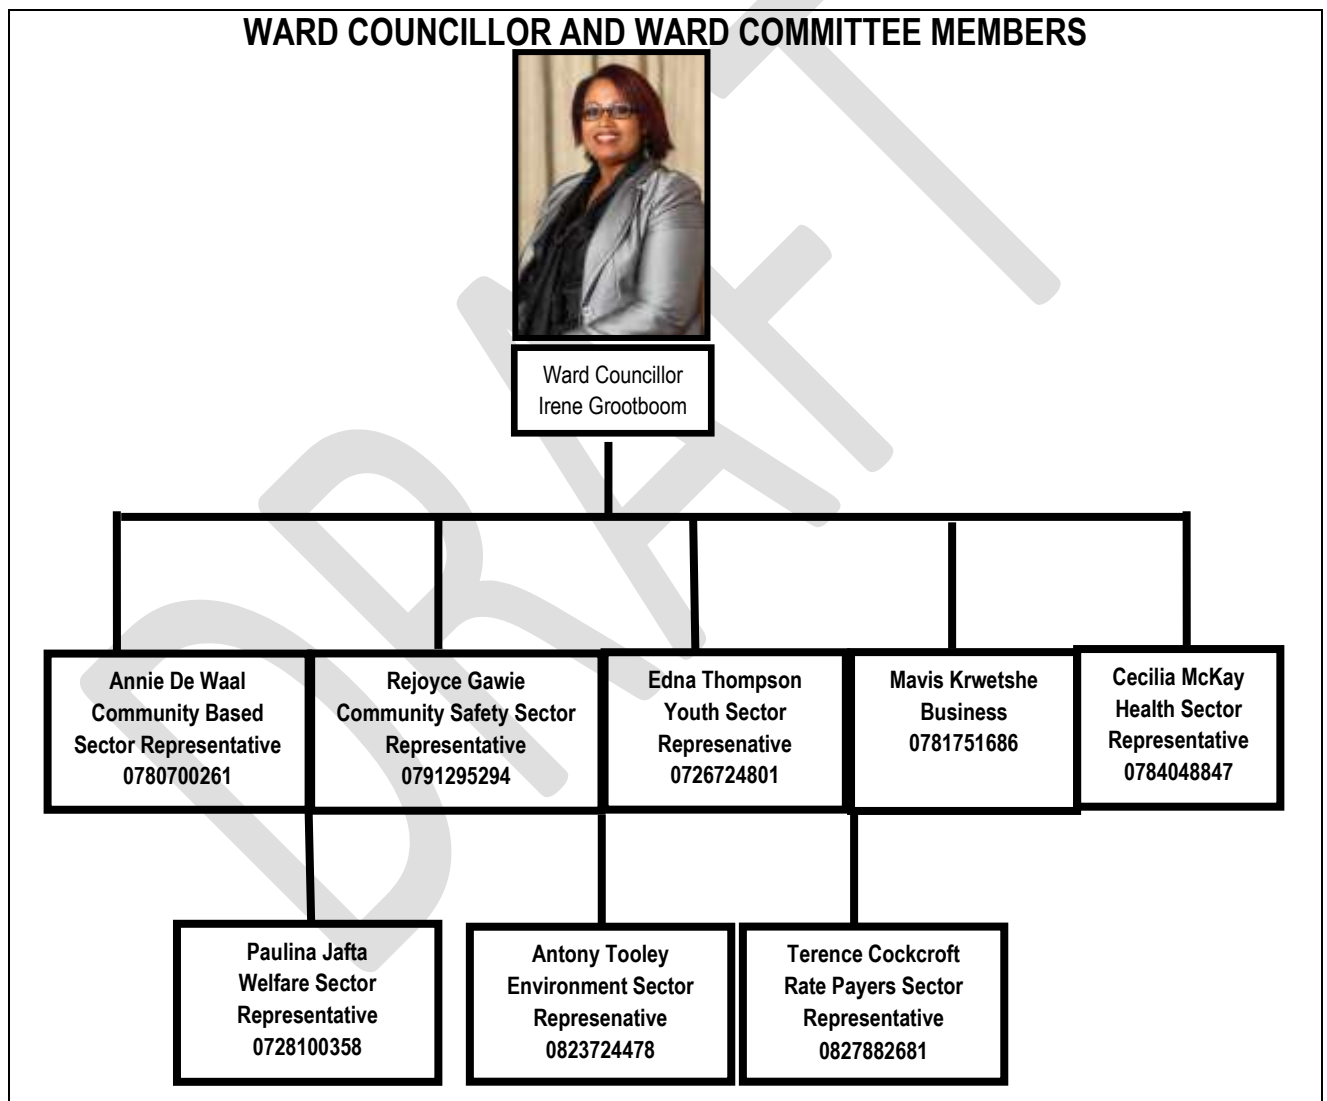 WARD COUNCILLOR AND WARD COMMITTEE MEMBERS
Ward Councillor
Irene Grootboom
Annie De Waal
Community Based
Sector Representative
0780700261
Rejoyce Gawie
Community Safety Sector
Representative
0791295294
Edna Thompson
Youth Sector
Represenative
0726724801
Mavis Krwetshe
Business
0781751686
Cecilia McKay
Health Sector
Representative
0784048847
Paulina Jafta
Welfare Sector
Representative
0728100358
Antony Tooley
Environment Sector
Represenative
0823724478
Terence Cockcroft
Rate Payers Sector
Representative
0827882681
DRAFT